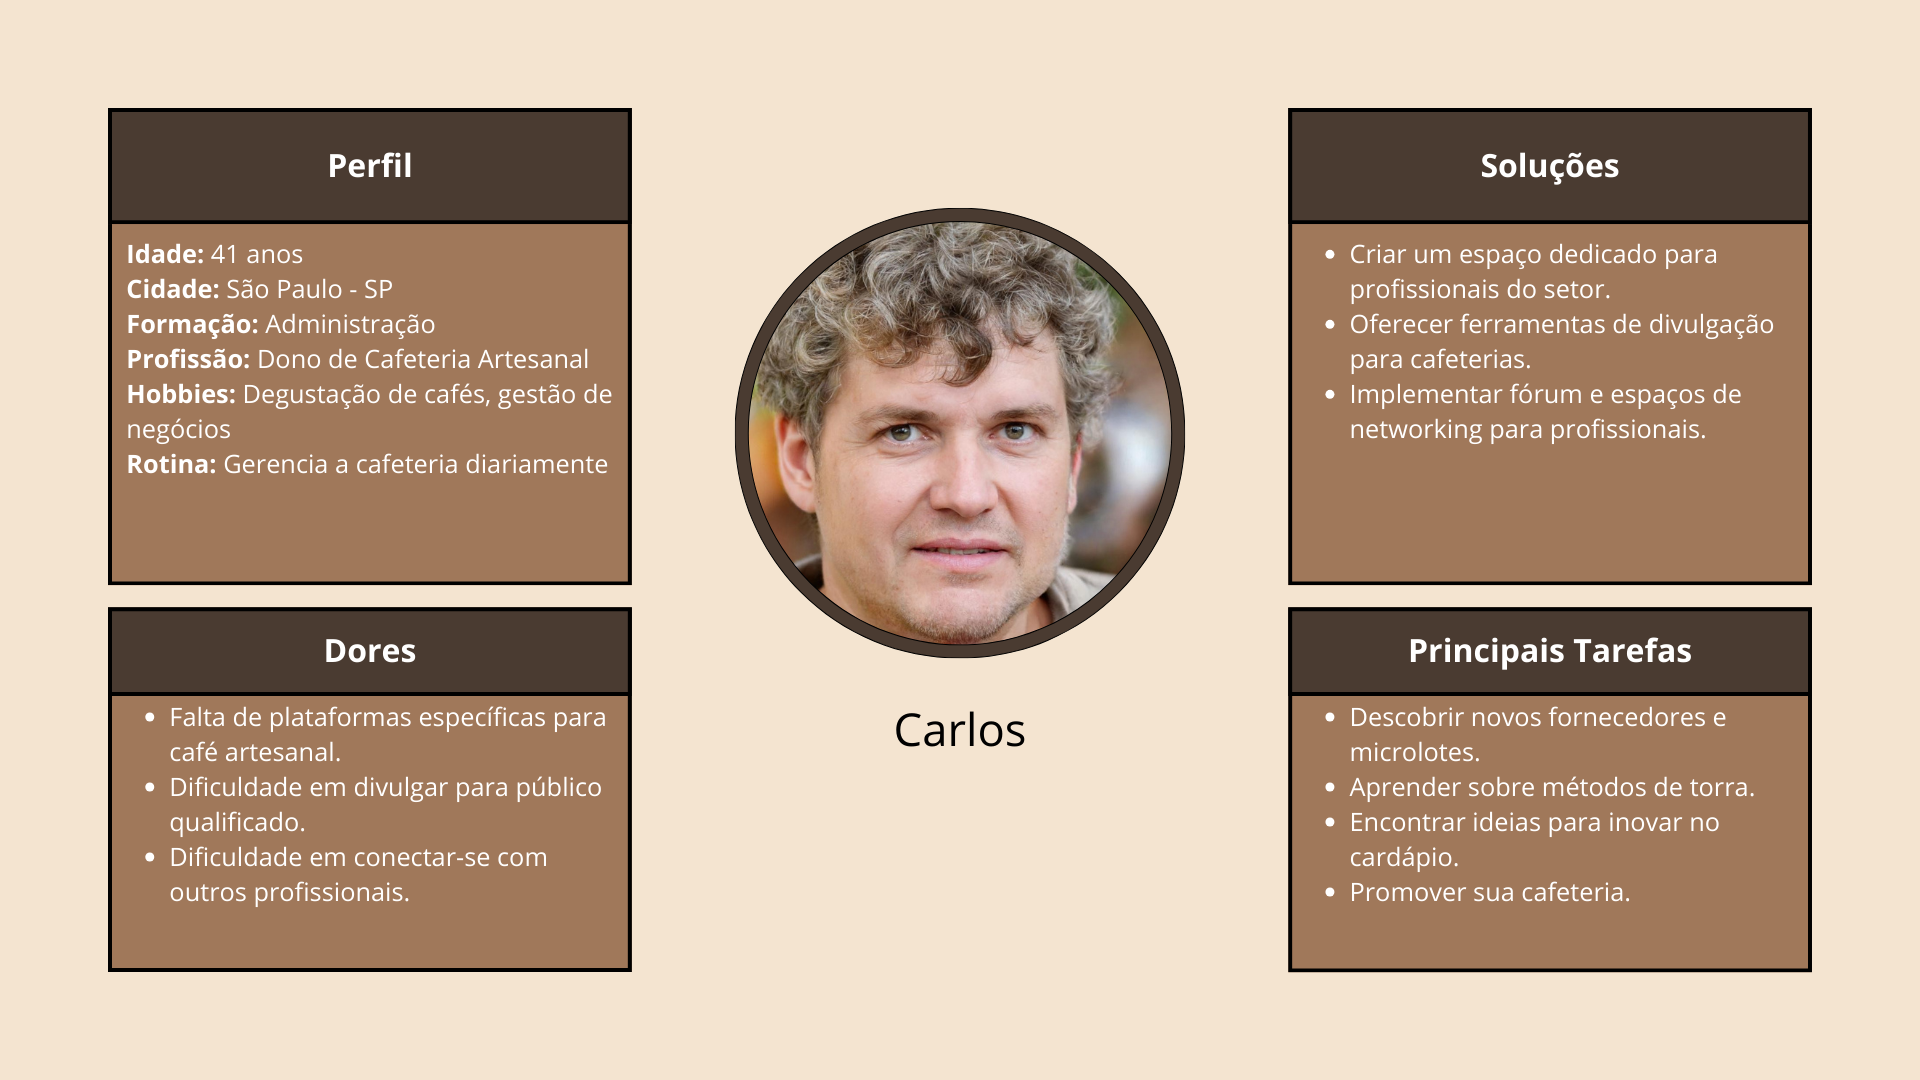 Perfil
Idade: 41 anos
Cidade: São Paulo - SP
Formação: Administração
Profissão: Dono de Cafeteria Artesanal
Hobbies: Degustação de cafés, gestão de
negócios
Rotina: Gerencia a cafeteria diariamente
Dores
• Falta de plataformas específicas para
café artesanal.
• Dificuldade em divulgar para público
qualificado.
• Dificuldade em conectar-se com
outros profissionais.
Carlos
Soluções
• Criar um espaço dedicado para
profissionais do setor.
• Oferecer ferramentas de divulgação
para cafeterias.
• Implementar fórum e espaços de
networking para profissionais.
Principais Tarefas
• Descobrir novos fornecedores e
microlotes.
• Aprender sobre métodos de torra.
• Encontrar ideias para inovar no
cardápio.
• Promover sua cafeteria.